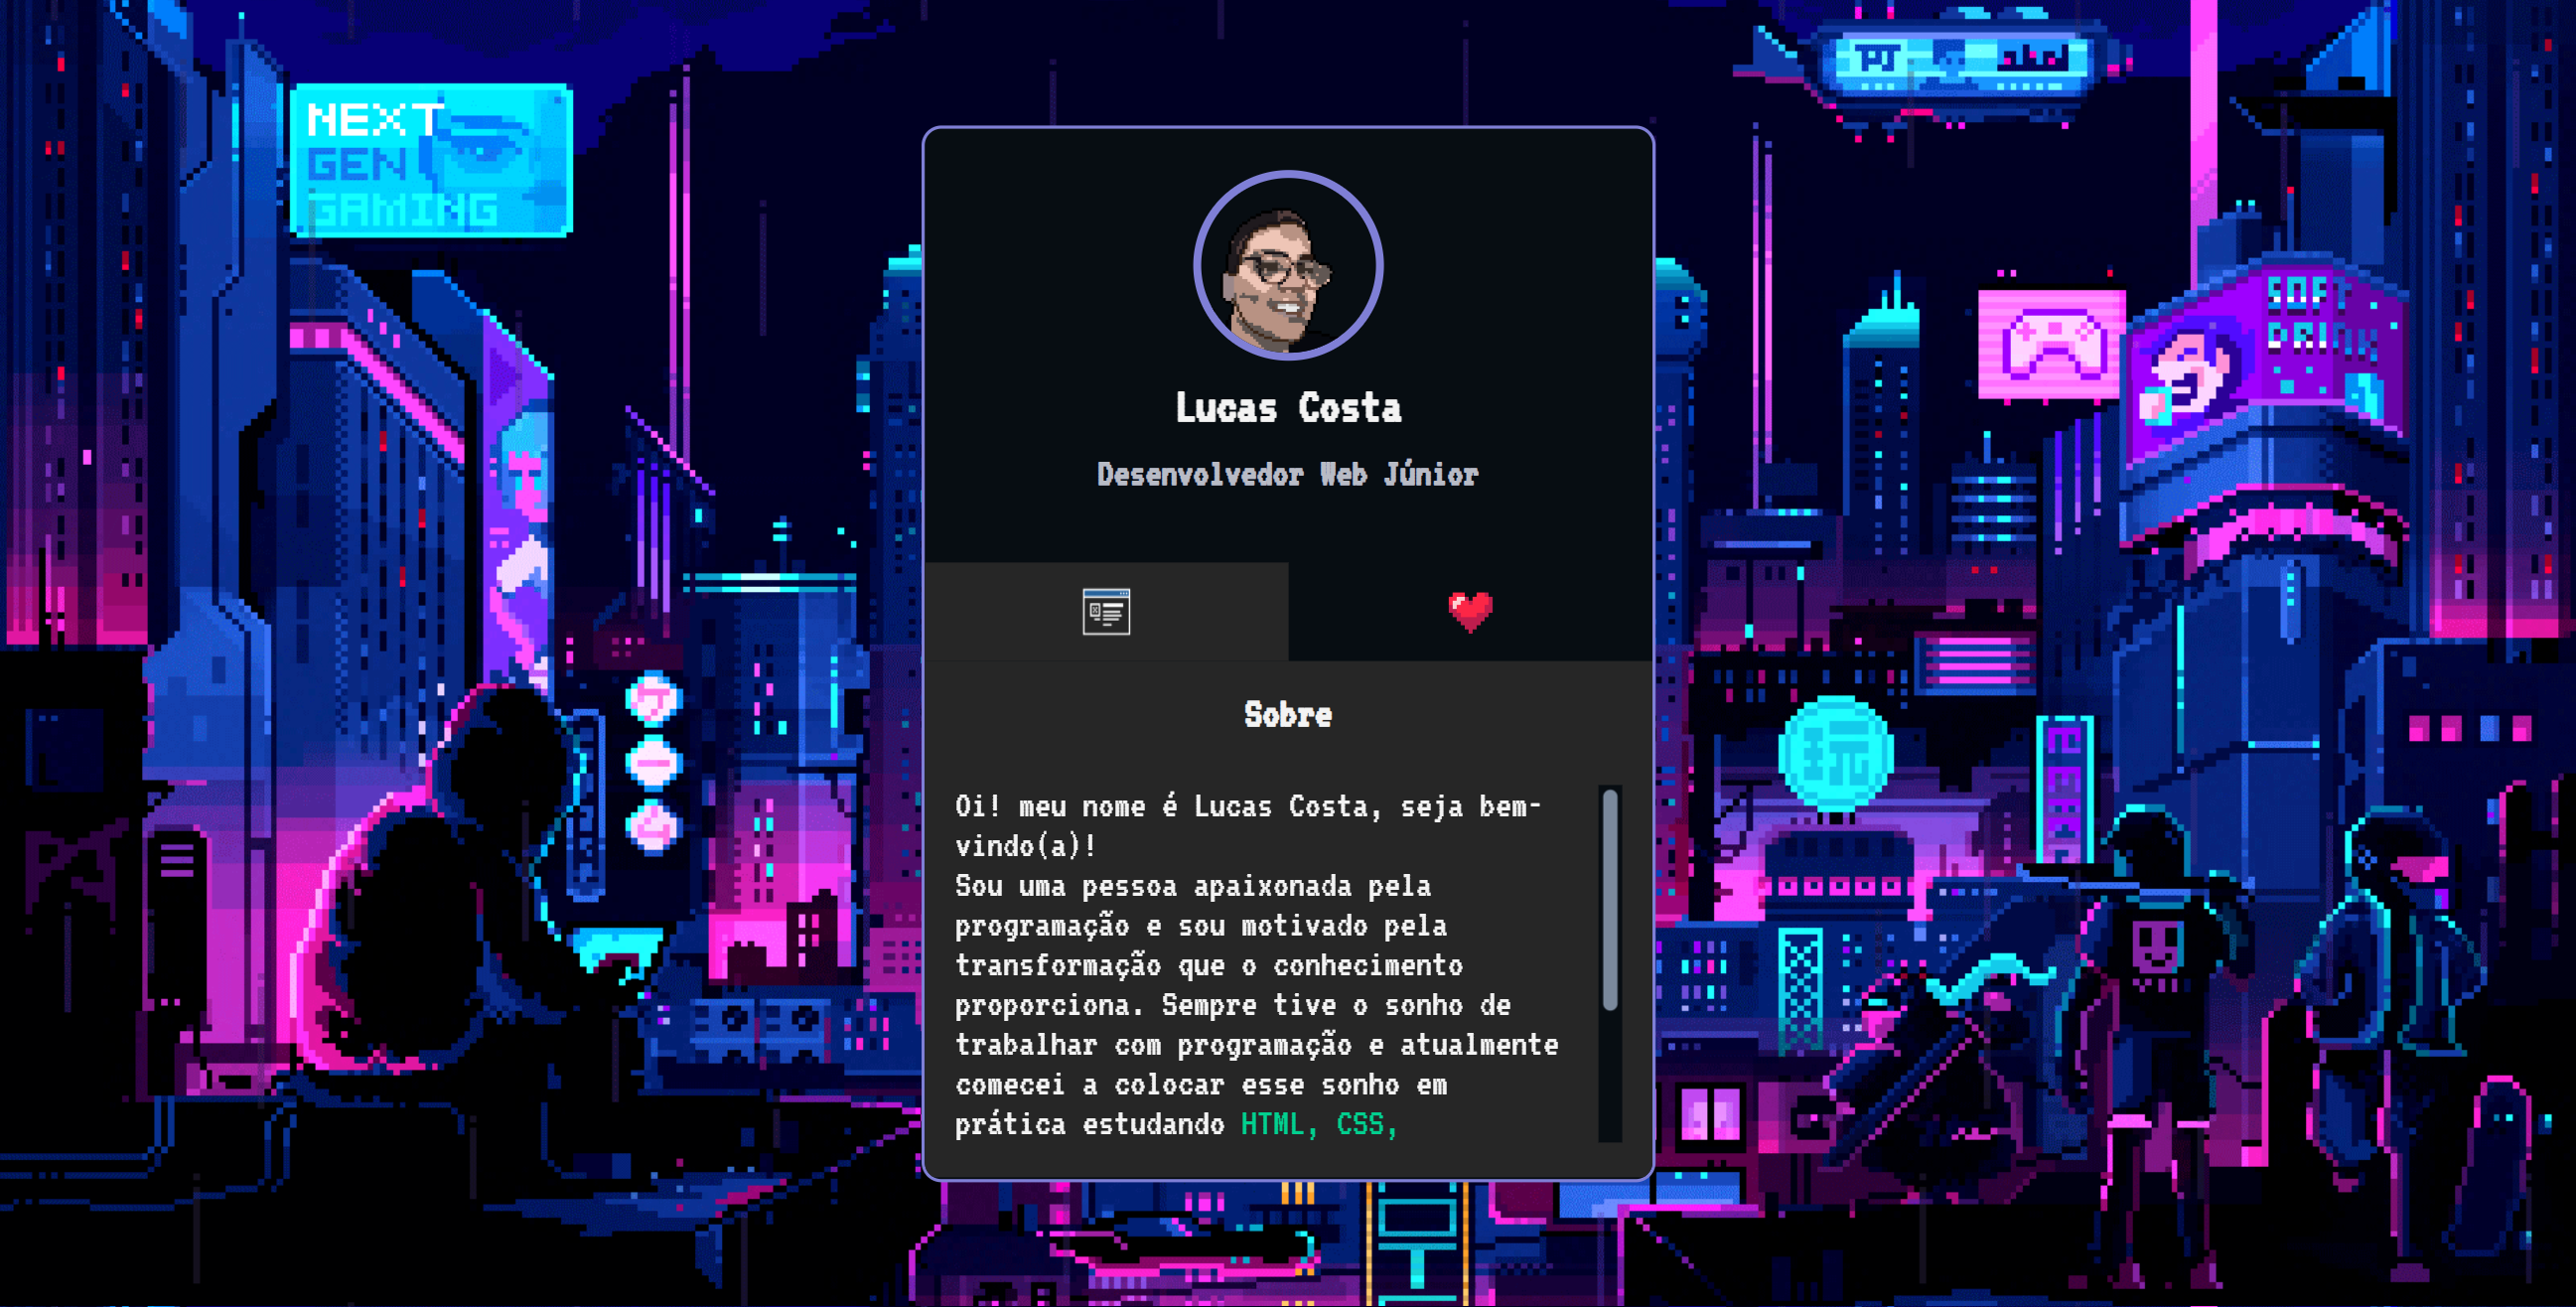 NEXT
GEN
GAMING
Lucas Costa
Desenvolvedor Web Júnior
Sobre
Oi! meu nome é Lucas Costa, seja bem-
vindo(a)!
Sou uma pessoa apaixonada pela
programação e sou motivado pela
transformação que o conhecimento
proporciona. Sempre tive o sonho de
trabalhar com programação e atualmente
comecei a colocar esse sonho em
prática estudando HTML, CSS,